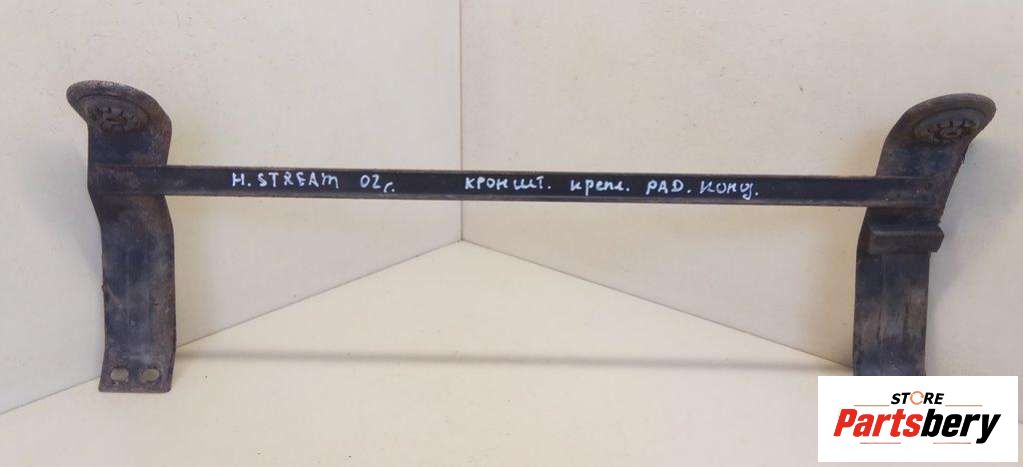 H. STREAM 02г. кроншт. крепл. РАД. конд.
STORE
Partsbery